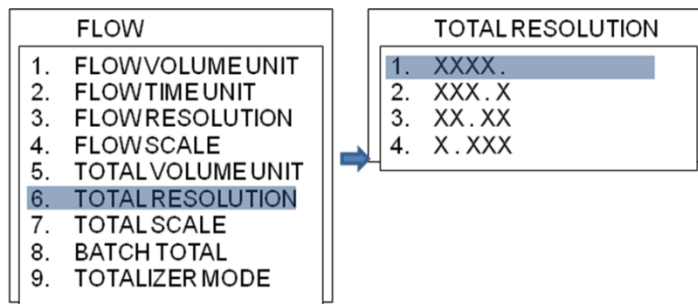 FLOW
1. FLOW VOLUME UNIT
2. FLOW TIME UNIT
3. FLOW RESOLUTION
4. FLOW SCALE
5. TOTAL VOLUME UNIT
6. TOTAL RESOLUTION
7. TOTAL SCALE
8. BATCH TOTAL
9. TOTALIZER MODE
TOTAL RESOLUTION
1. XXXX .
2. XXX . X
3. XX . XX
4. X . XXX